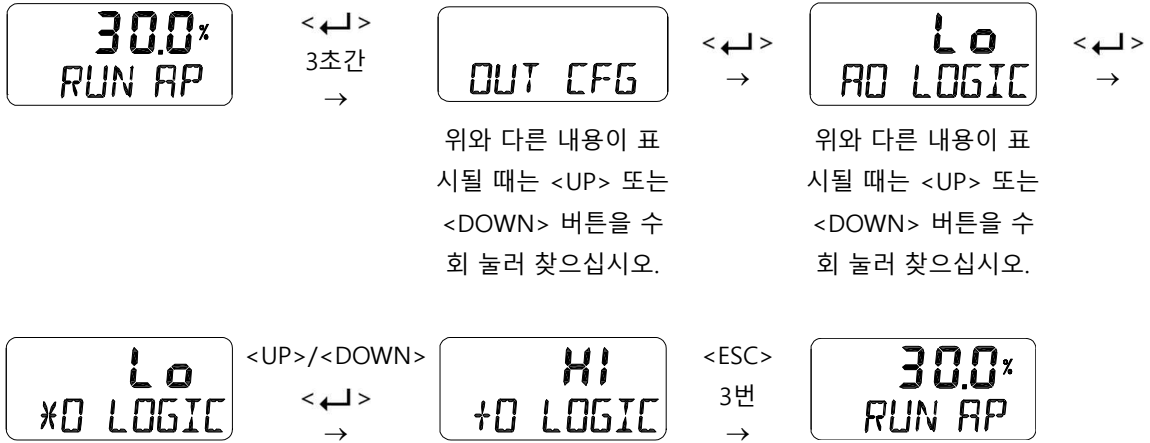 30.0%
RUN AP
< ↵ >
3초간
→
OUT CFG
< ↵ >
→
Lo
AO LOGIC
< ↵ >
→
위와 다른 내용이 표
시될 때는 <UP> 또는
<DOWN> 버튼을 수
회 눌러 찾으십시오.
위와 다른 내용이 표
시될 때는 <UP> 또는
<DOWN> 버튼을 수
회 눌러 찾으십시오.
Lo
*O LOGIC
<UP>/<DOWN>
< ↵ >
→
HI
+O LOGIC
<ESC>
3번
→
30.0%
RUN AP